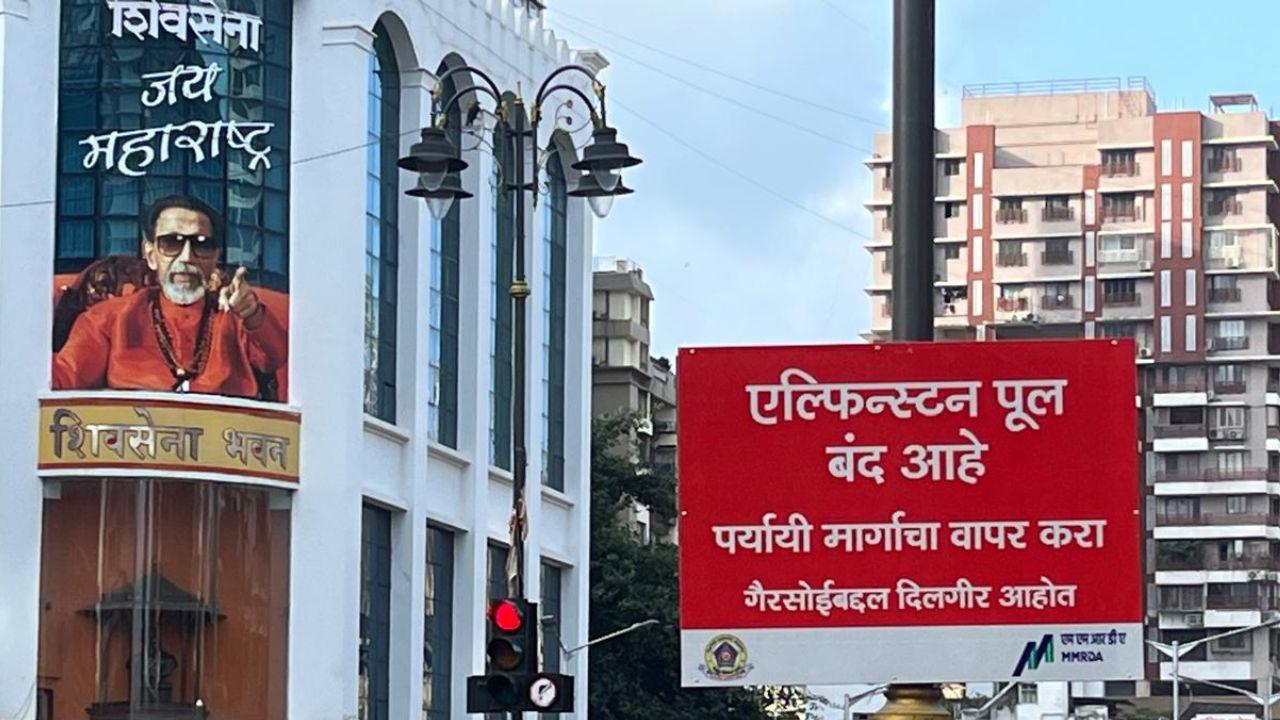 शिवसेना
जय
महाराष्ट्र
शिवसेना भवन
एल्फिन्स्टन पूल
बंद आहे
पर्यायी मार्गाचा वापर करा
गैरसोईबद्दल दिलगीर आहोत
एम एम आर डी ए
MMRDA